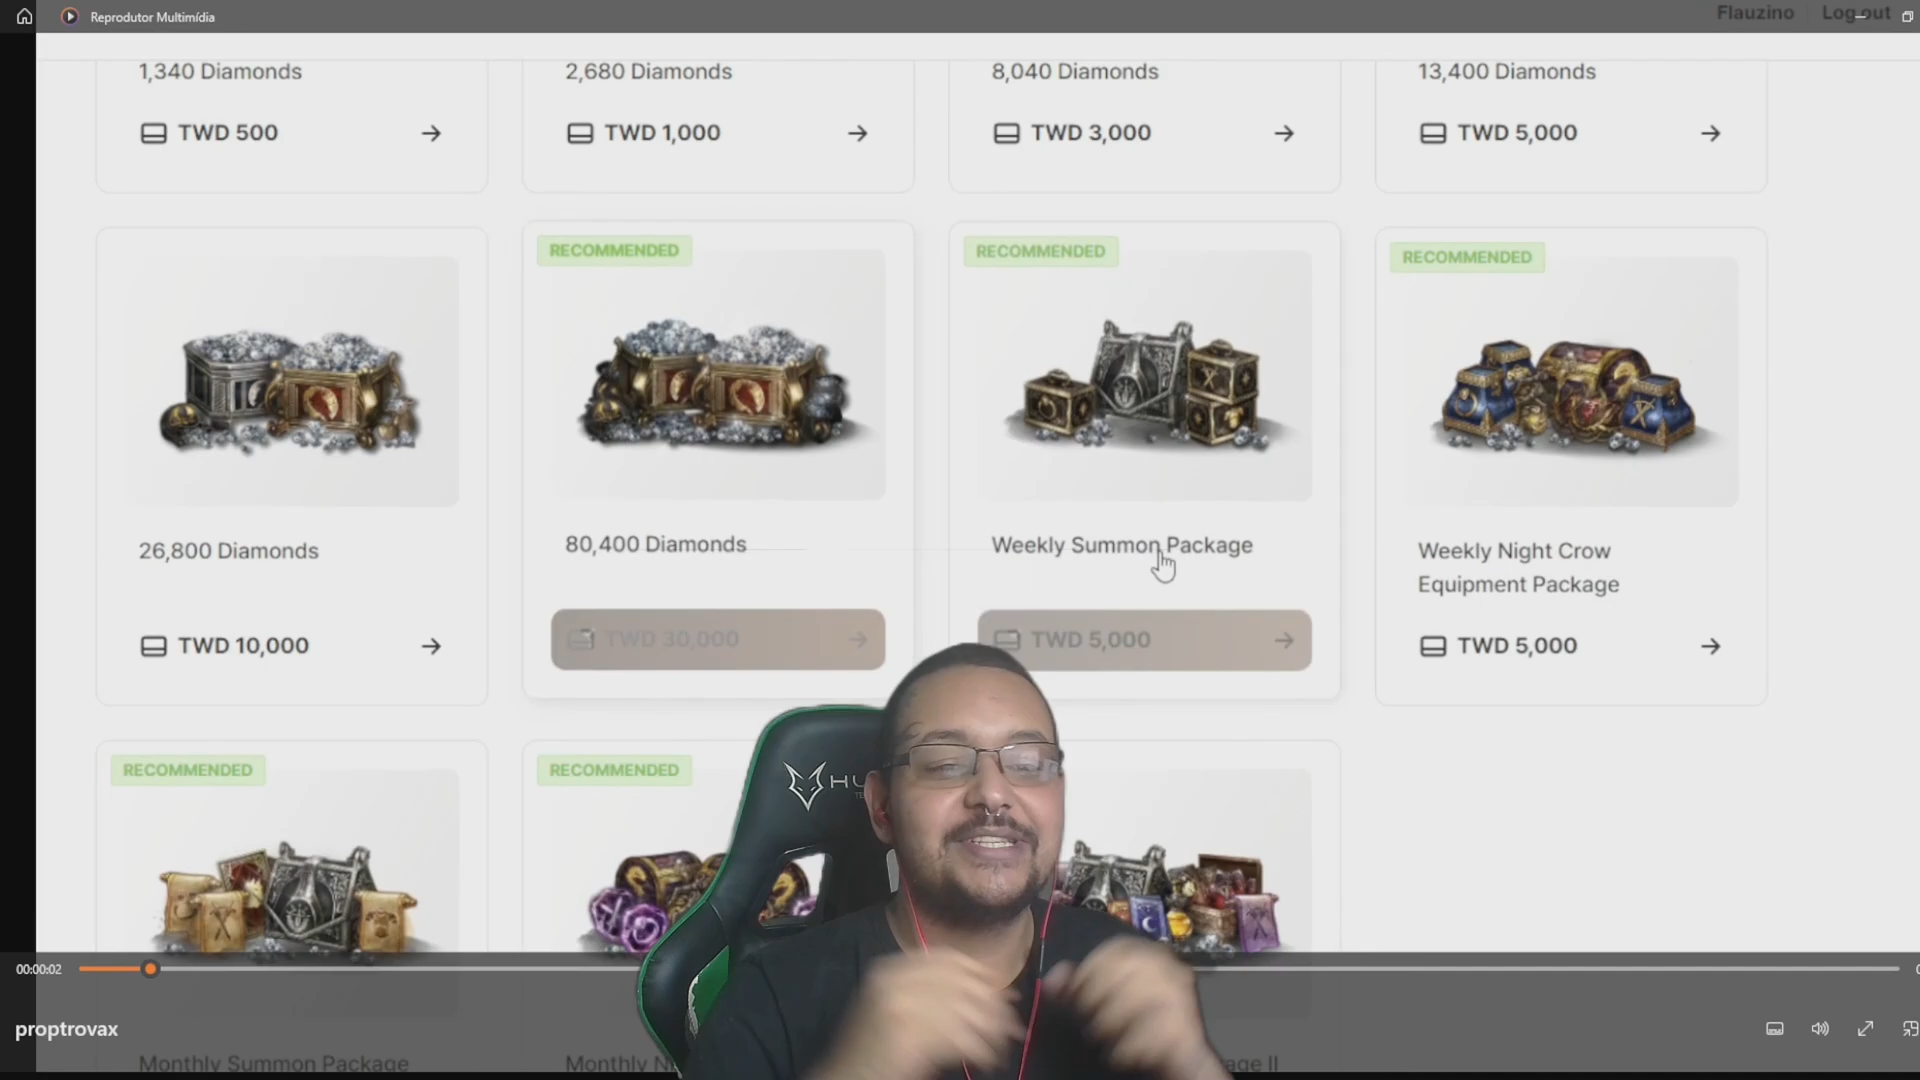 Reprodutor Multimídia
Flauzino
Log out
1,340 Diamonds
2,680 Diamonds
8,040 Diamonds
13,400 Diamonds
TWD 500
TWD 1,000
TWD 3,000
TWD 5,000
RECOMMENDED
RECOMMENDED
RECOMMENDED
26,800 Diamonds
80,400 Diamonds
Weekly Summon Package
Weekly Night Crow
Equipment Package
TWD 10,000
TWD 30,000
TWD 5,000
TWD 5,000
RECOMMENDED
RECOMMENDED
00:00:02
proptrovax
Monthly Summon Package
Monthly
II